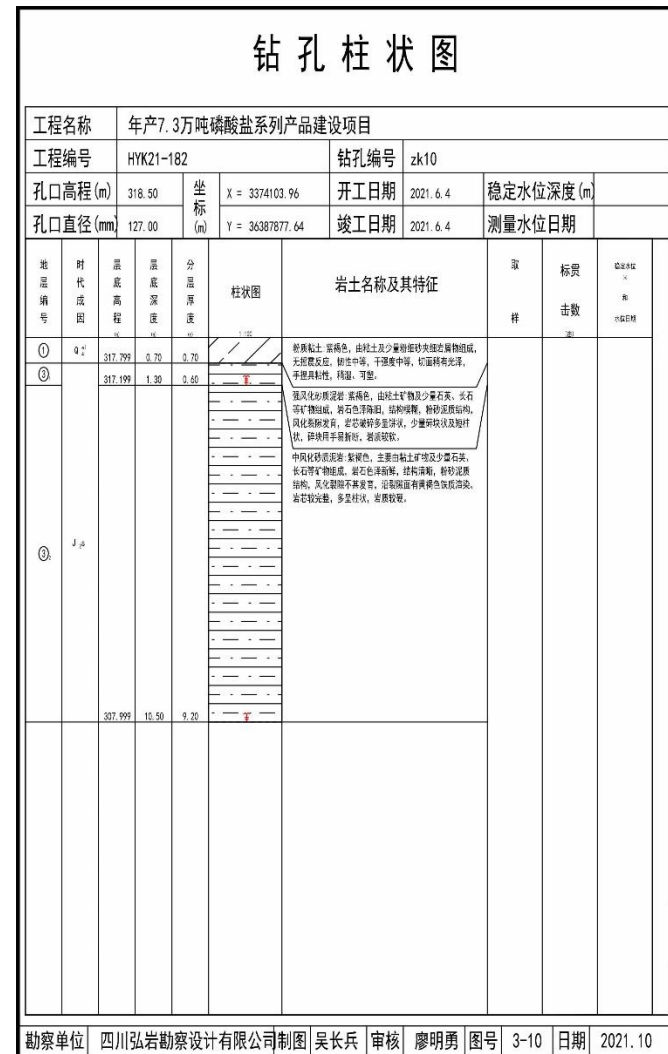 钻孔柱状图
工程名称 年产7.3万吨磷酸盐系列产品建设项目
工程编号 HYK21-182 钻孔编号 zk10
孔口高程(m) 318.50 坐标(m) X = 3374103.96 开工日期 2021.6.4 稳定水位深度(m)
孔口直径(mm) 127.00 Y = 36387877.64 竣工日期 2021.6.4 测量水位日期
地层编号 时代成因 层底高程 层底深度 分层厚度 柱状图 岩土名称及其特征 取样 标贯击数 稳定水位 和 水位日期
① 317.799 0.70 0.70
粉质粘土:紫褐色,由粘土及少量粉细砂夹细岩屑物组成,
无摇震反应,韧性中等,干强度中等,切面稍有光泽,
手捏具粘性,稍湿、可塑。
③ 317.199 1.30 0.60
强风化砂质泥岩:紫褐色,由粘土矿物及少量石英、长石
等矿物组成,岩石色泽陈旧,结构模糊,粉砂泥质结构。
风化裂隙发育,岩芯破碎多呈饼状,少量碎块状及短柱
状,碎块用手易折断,岩质较软。
中风化砂质泥岩:紫褐色,主要由粘土矿物及少量石英、
长石等矿物组成,岩石色泽新鲜,结构清晰,粉砂泥质
结构,风化裂隙不甚发育,沿裂隙面有黄褐色铁质渲染。
岩芯较完整,多呈柱状,岩质较硬。
③ 307.999 10.50 9.20
勘察单位 四川弘岩勘察设计有限公司 制图 吴长兵 审核 廖明勇 图号 3-10 日期 2021.10